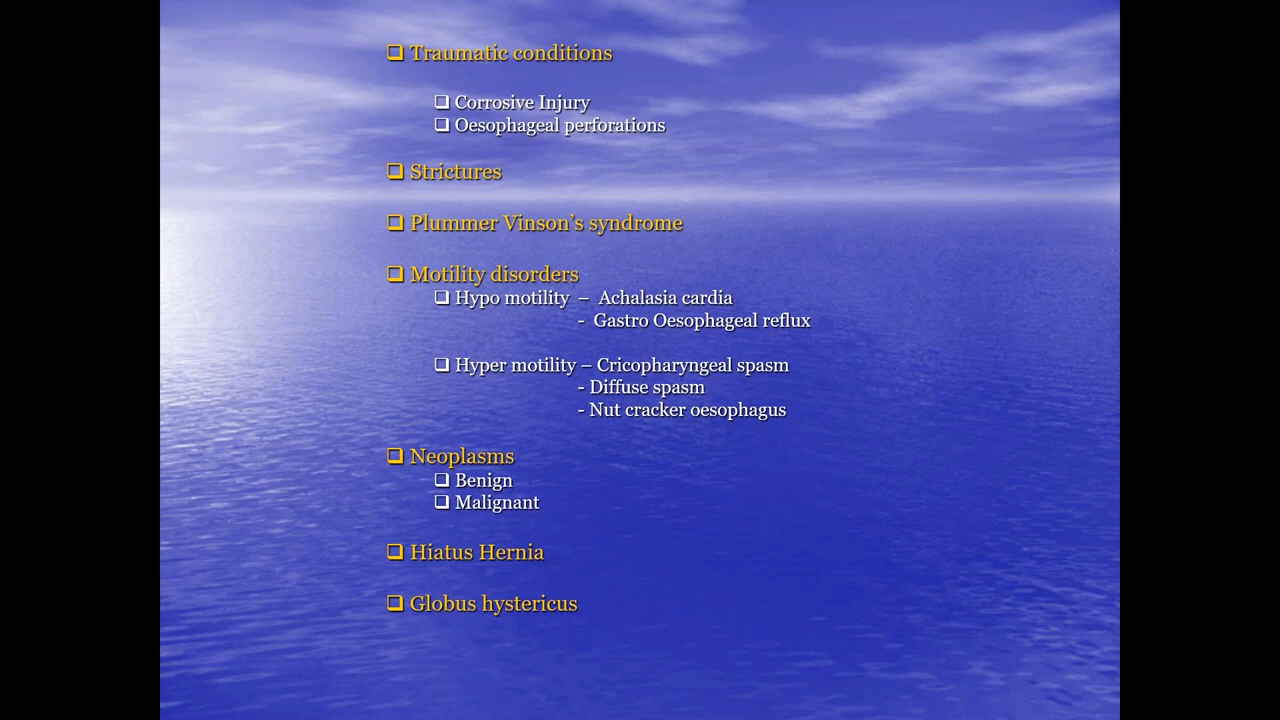 ❑ Traumatic conditions
❑ Corrosive Injury
❑ Oesophageal perforations
❑ Strictures
❑ Plummer Vinson’s syndrome
❑ Motility disorders
❑ Hypo motility – Achalasia cardia
- Gastro Oesophageal reflux
❑ Hyper motility – Cricopharyngeal spasm
- Diffuse spasm
- Nut cracker oesophagus
❑ Neoplasms
❑ Benign
❑ Malignant
❑ Hiatus Hernia
❑ Globus hystericus